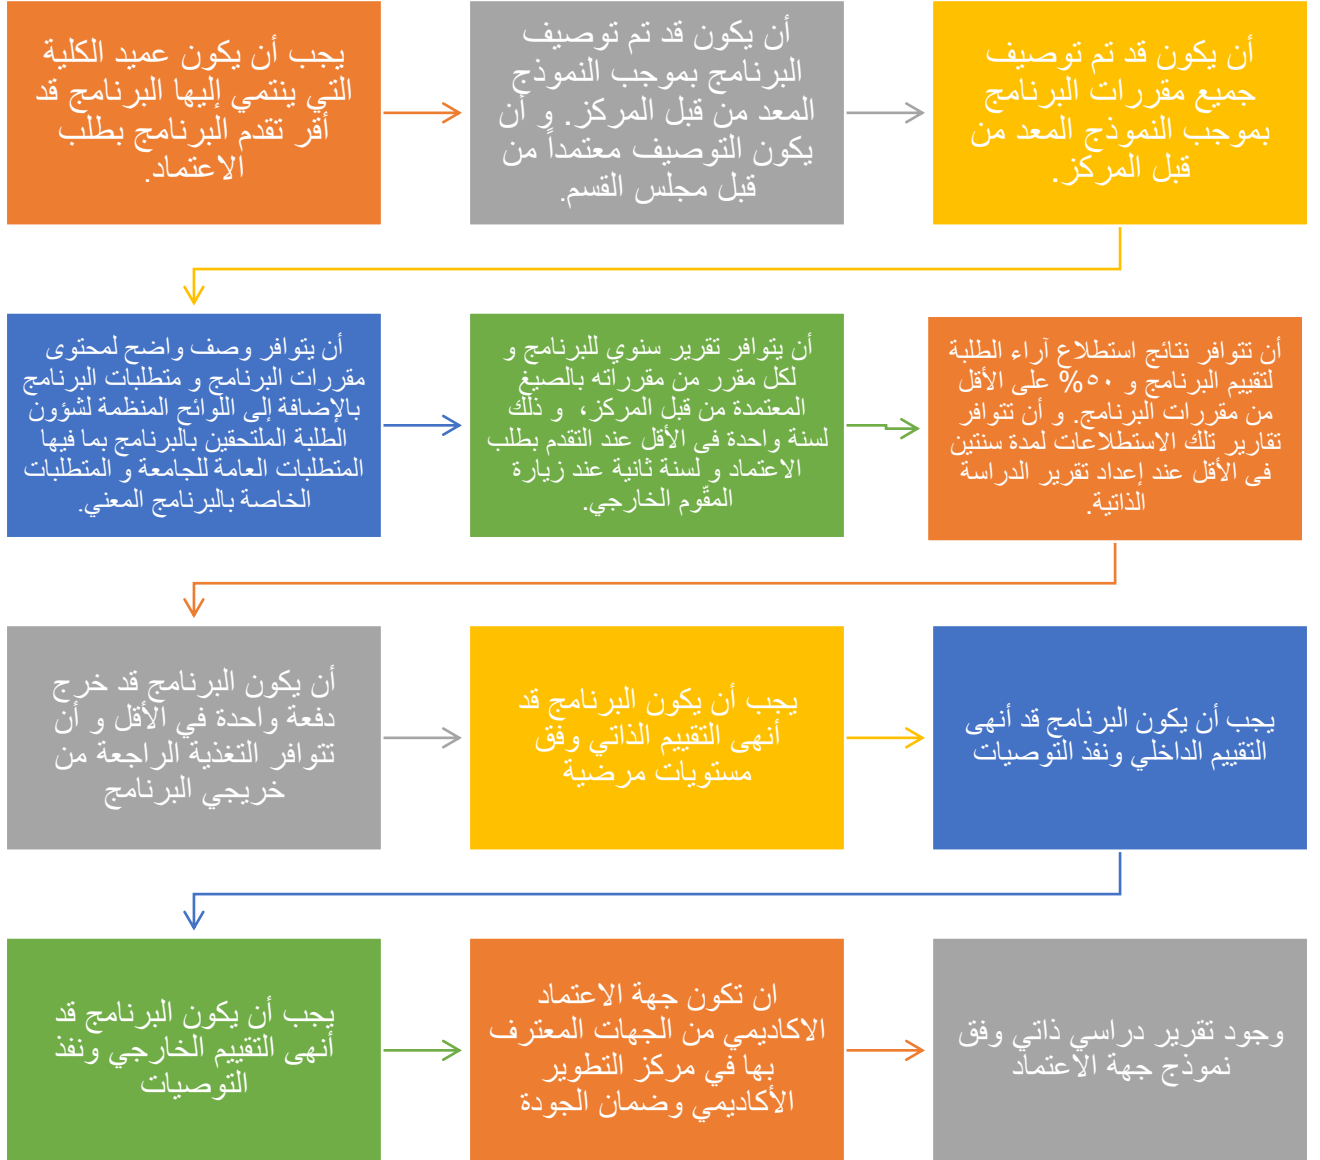 يجب أن يكون عميد الكلية
التي ينتمي إليها البرنامج قد
أقر تقدم البرنامج بطلب
الاعتماد.
أن يكون قد تم توصيف
البرنامج بموجب النموذج
المعد من قبل المركز. و أن
يكون التوصيف معتمداً من
قبل مجلس القسم.
أن يكون قد تم توصيف
جميع مقررات البرنامج
بموجب النموذج المعد من
قبل المركز.
أن يتوافر وصف واضح لمحتوى
مقررات البرنامج و متطلبات البرنامج
بالإضافة إلى اللوائح المنظمة لشؤون
الطلبة الملتحقين بالبرنامج بما فيها
المتطلبات العامة للجامعة و المتطلبات
الخاصة بالبرنامج المعني.
أن يتوافر تقرير سنوي للبرنامج و
لكل مقرر من مقرراته بالصيغ
المعتمدة من قبل المركز، و ذلك
لسنة واحدة فى الأقل عند التقدم بطلب
الاعتماد و لسنة ثانية عند زيارة
المقّوم الخارجي.
أن تتوافر نتائج استطلاع آراء الطلبة
لتقييم البرنامج و ٥٠% على الأقل
من مقررات البرنامج. و أن تتوافر
تقارير تلك الاستطلاعات لمدة سنتين
فى الأقل عند إعداد تقرير الدراسة
الذاتية.
أن يكون البرنامج قد خرج
دفعة واحدة في الأقل و أن
تتوافر التغذية الراجعة من
خريجي البرنامج
يجب أن يكون البرنامج قد
أنهى التقييم الذاتي وفق
مستويات مرضية
يجب أن يكون البرنامج قد أنهى
التقييم الداخلي ونفذ التوصيات
يجب أن يكون البرنامج قد
أنهى التقييم الخارجي ونفذ
التوصيات
ان تكون جهة الاعتماد
الاكاديمي من الجهات المعترف
بها في مركز التطوير
الأكاديمي وضمان الجودة
وجود تقرير دراسي ذاتي وفق
نموذج جهة الاعتماد